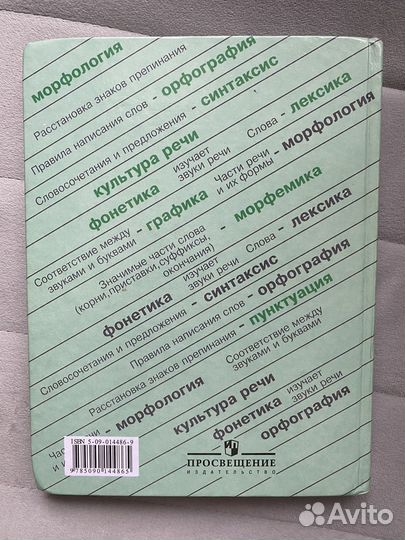 морфология
Расстановка знаков препинания
Правила написания слов - орфография
Словосочетания и предложения - синтаксис
культура речи
фонетика изучает звуки речи
Слова - лексика
Соответствие между звуками и буквами - графика
Части речи и их формы - морфология
Значимые части слова (корни, приставки, суффиксы, окончания) - морфемика
фонетика изучает звуки речи
Слова - лексика
Словосочетания и предложения - синтаксис
Правила написания слов - орфография
Расстановка знаков препинания - пунктуация
Соответствие между звуками и буквами
Час
и
речи - морфология
культура речи
фонетика изучает звуки речи
орфография
ISBN 5-09-014486-9
9785090144865
ПРОСВЕЩЕНИЕ
ИЗДАТЕЛЬСТВО
Avito